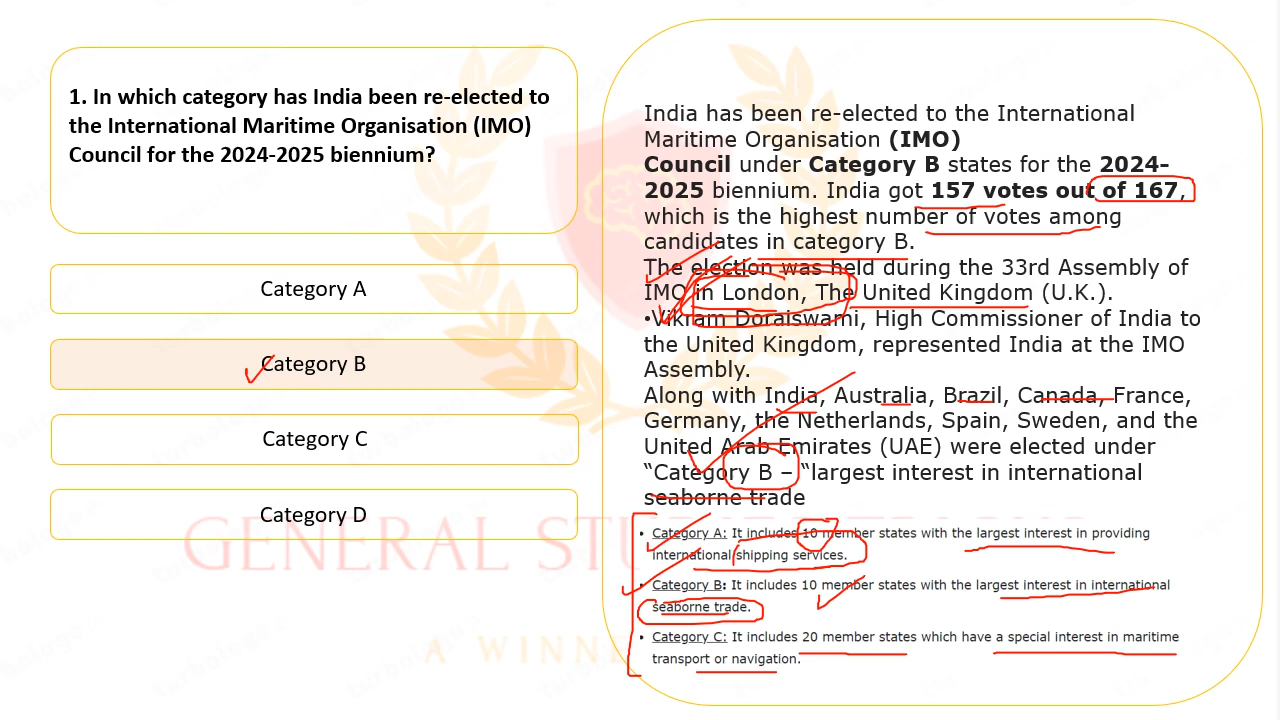 1. In which category has India been re-elected to
the International Maritime Organisation (IMO)
Council for the 2024-2025 biennium?
Category A
Category B
Category C
Category D
India has been re-elected to the International
Maritime Organisation (IMO)
Council under Category B states for the 2024–
2025 biennium. India got 157 votes out of 167,
which is the highest number of votes among
candidates in category B.
The election was held during the 33rd Assembly of
IMO in London, The United Kingdom (U.K.).
•Vikram Doraiswami, High Commissioner of India to
the United Kingdom, represented India at the IMO
Assembly.
Along with India, Australia, Brazil, Canada, France,
Germany, the Netherlands, Spain, Sweden, and the
United Arab Emirates (UAE) were elected under
“Category B – “largest interest in international
seaborne trade
• Category A: It includes 10 member states with the largest interest in providing
international shipping services.
• Category B: It includes 10 member states with the largest interest in international
seaborne trade.
• Category C: It includes 20 member states which have a special interest in maritime
transport or navigation.
GENERAL
A WINNE